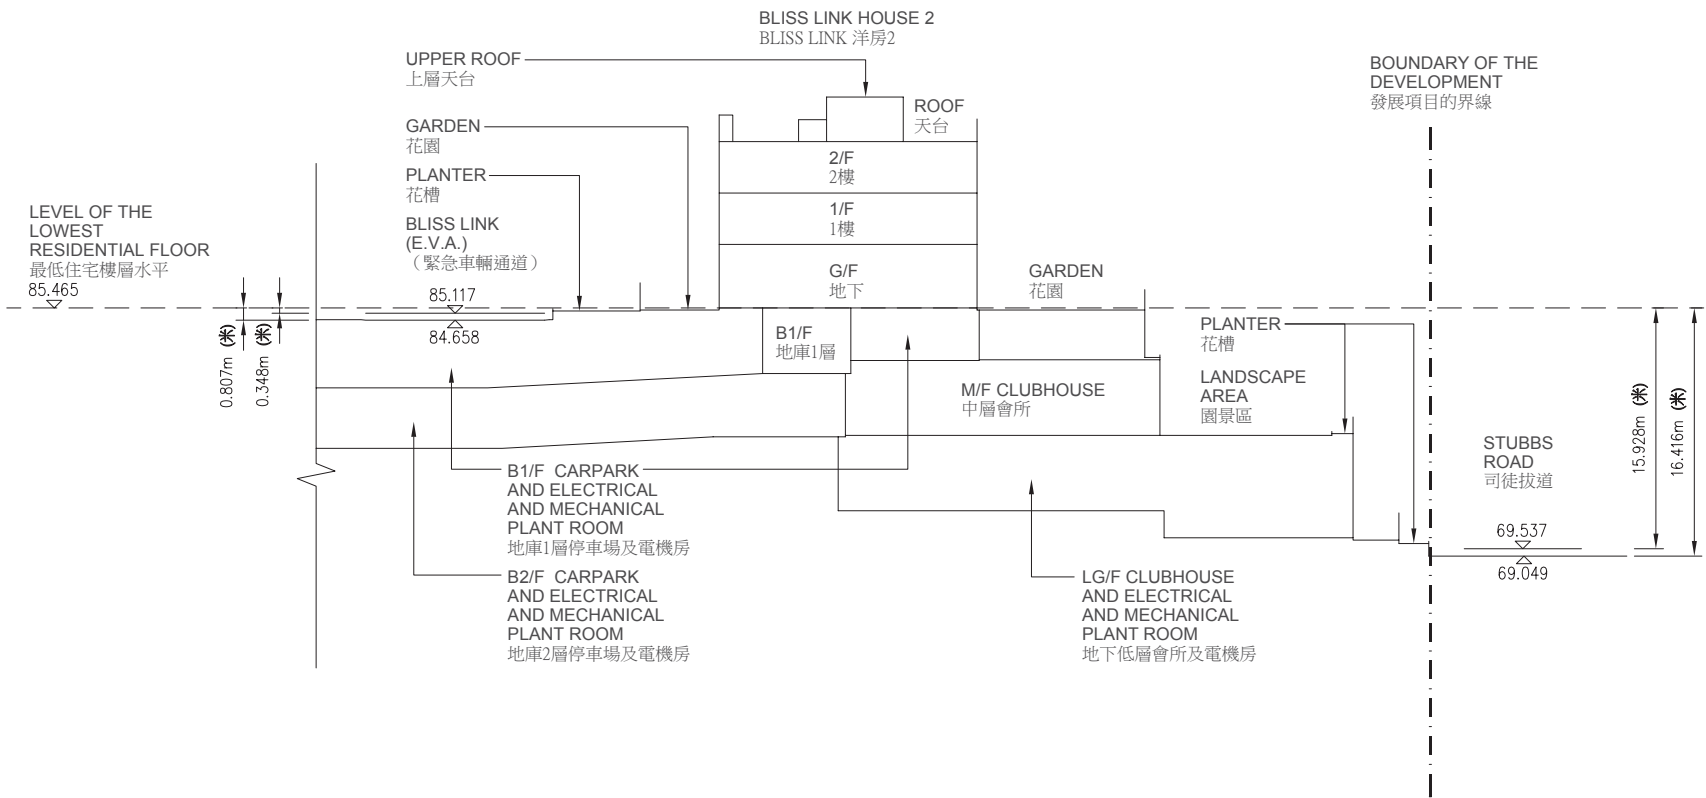 BLISS LINK HOUSE 2
BLISS LINK 洋房2
UPPER ROOF
上層天台
BOUNDARY OF THE
DEVELOPMENT
發展項目的界線
ROOF
天台
GARDEN
花園
2/F
2樓
PLANTER
花槽
1/F
1樓
LEVEL OF THE
LOWEST
RESIDENTIAL FLOOR
最低住宅樓層水平
85.465
BLISS LINK
(E.V.A.)
（緊急車輛通道）
G/F
地下
GARDEN
花園
85.117
84.658
0.807m (米)
0.348m (米)
B1/F
地庫1層
PLANTER
花槽
M/F CLUBHOUSE
中層會所
LANDSCAPE
AREA
園景區
15.928m (米)
16.416m (米)
STUBBS
ROAD
司徒拔道
B1/F CARPARK
AND ELECTRICAL
AND MECHANICAL
PLANT ROOM
地庫1層停車場及電機房
69.537
69.049
B2/F CARPARK
AND ELECTRICAL
AND MECHANICAL
PLANT ROOM
地庫2層停車場及電機房
LG/F CLUBHOUSE
AND ELECTRICAL
AND MECHANICAL
PLANT ROOM
地下低層會所及電機房